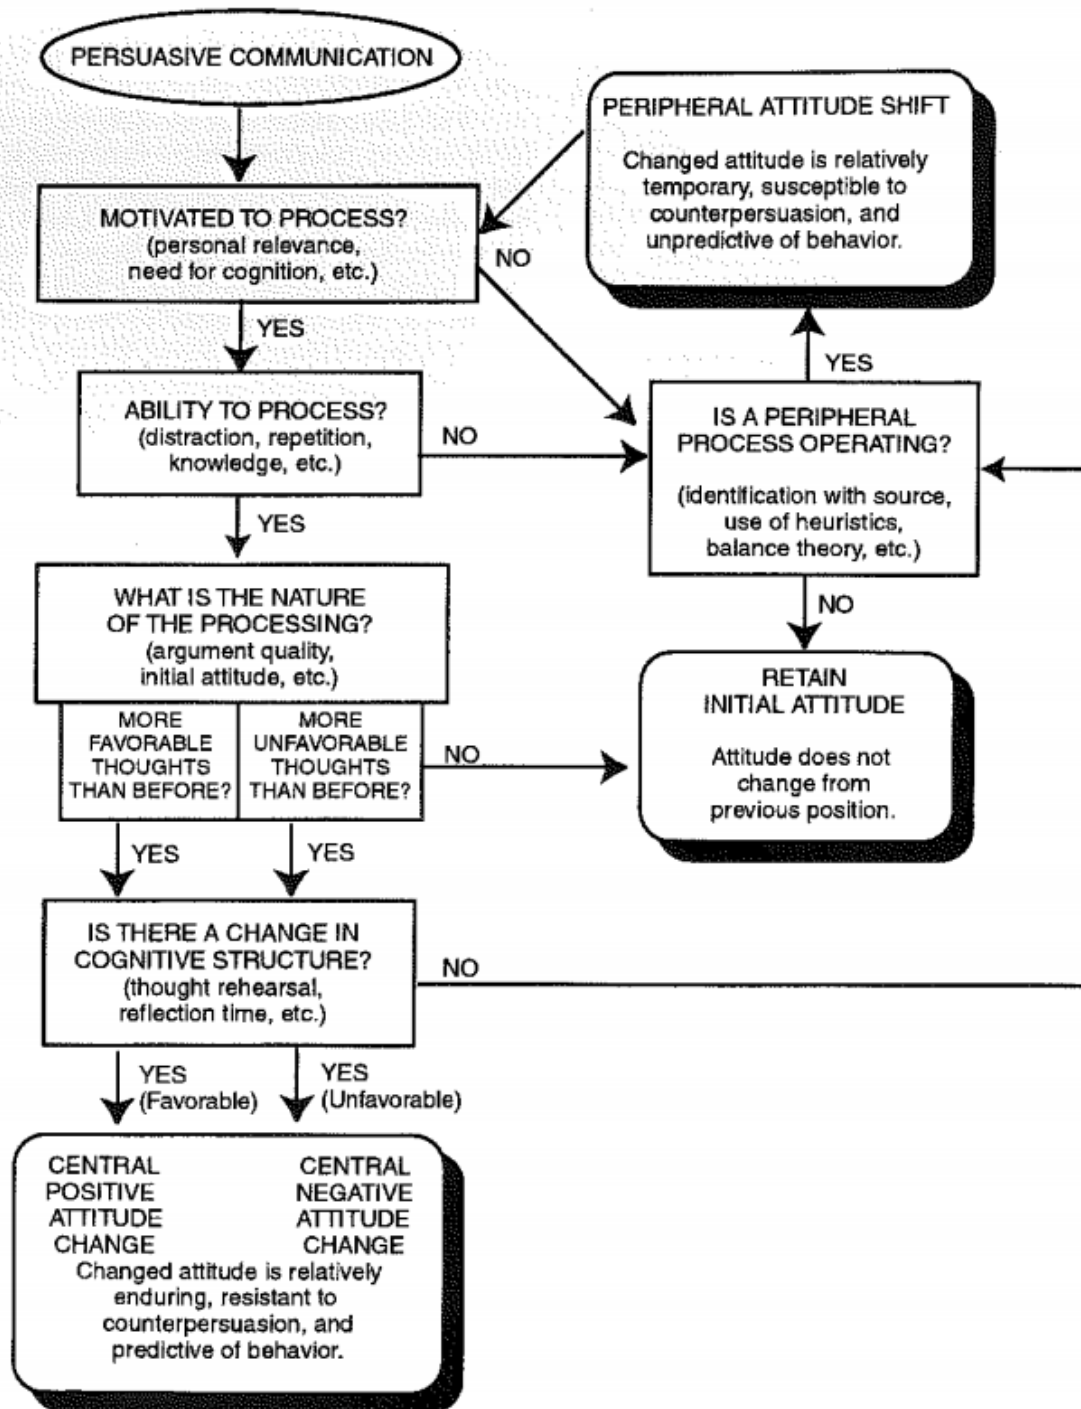 PERSUASIVE COMMUNICATION
PERIPHERAL ATTITUDE SHIFT
Changed attitude is relatively
temporary, susceptible to
counterpersuasion, and
unpredictive of behavior.
MOTIVATED TO PROCESS?
(personal relevance,
need for cognition, etc.)
NO
YES
YES
ABILITY TO PROCESS?
(distraction, repetition,
knowledge, etc.)
NO
IS A PERIPHERAL
PROCESS OPERATING?
(identification with source,
use of heuristics,
balance theory, etc.)
YES
NO
WHAT IS THE NATURE
OF THE PROCESSING?
(argument quality,
initial attitude, etc.)
MORE
FAVORABLE
THOUGHTS
THAN BEFORE?
MORE
UNFAVORABLE
THOUGHTS
THAN BEFORE?
NO
RETAIN
INITIAL ATTITUDE
Attitude does not
change from
previous position.
YES
YES
IS THERE A CHANGE IN
COGNITIVE STRUCTURE?
(thought rehearsal,
reflection time, etc.)
NO
YES
(Favorable)
YES
(Unfavorable)
CENTRAL
POSITIVE
ATTITUDE
CHANGE
CENTRAL
NEGATIVE
ATTITUDE
CHANGE
Changed attitude is relatively
enduring, resistant to
counterpersuasion, and
predictive of behavior.